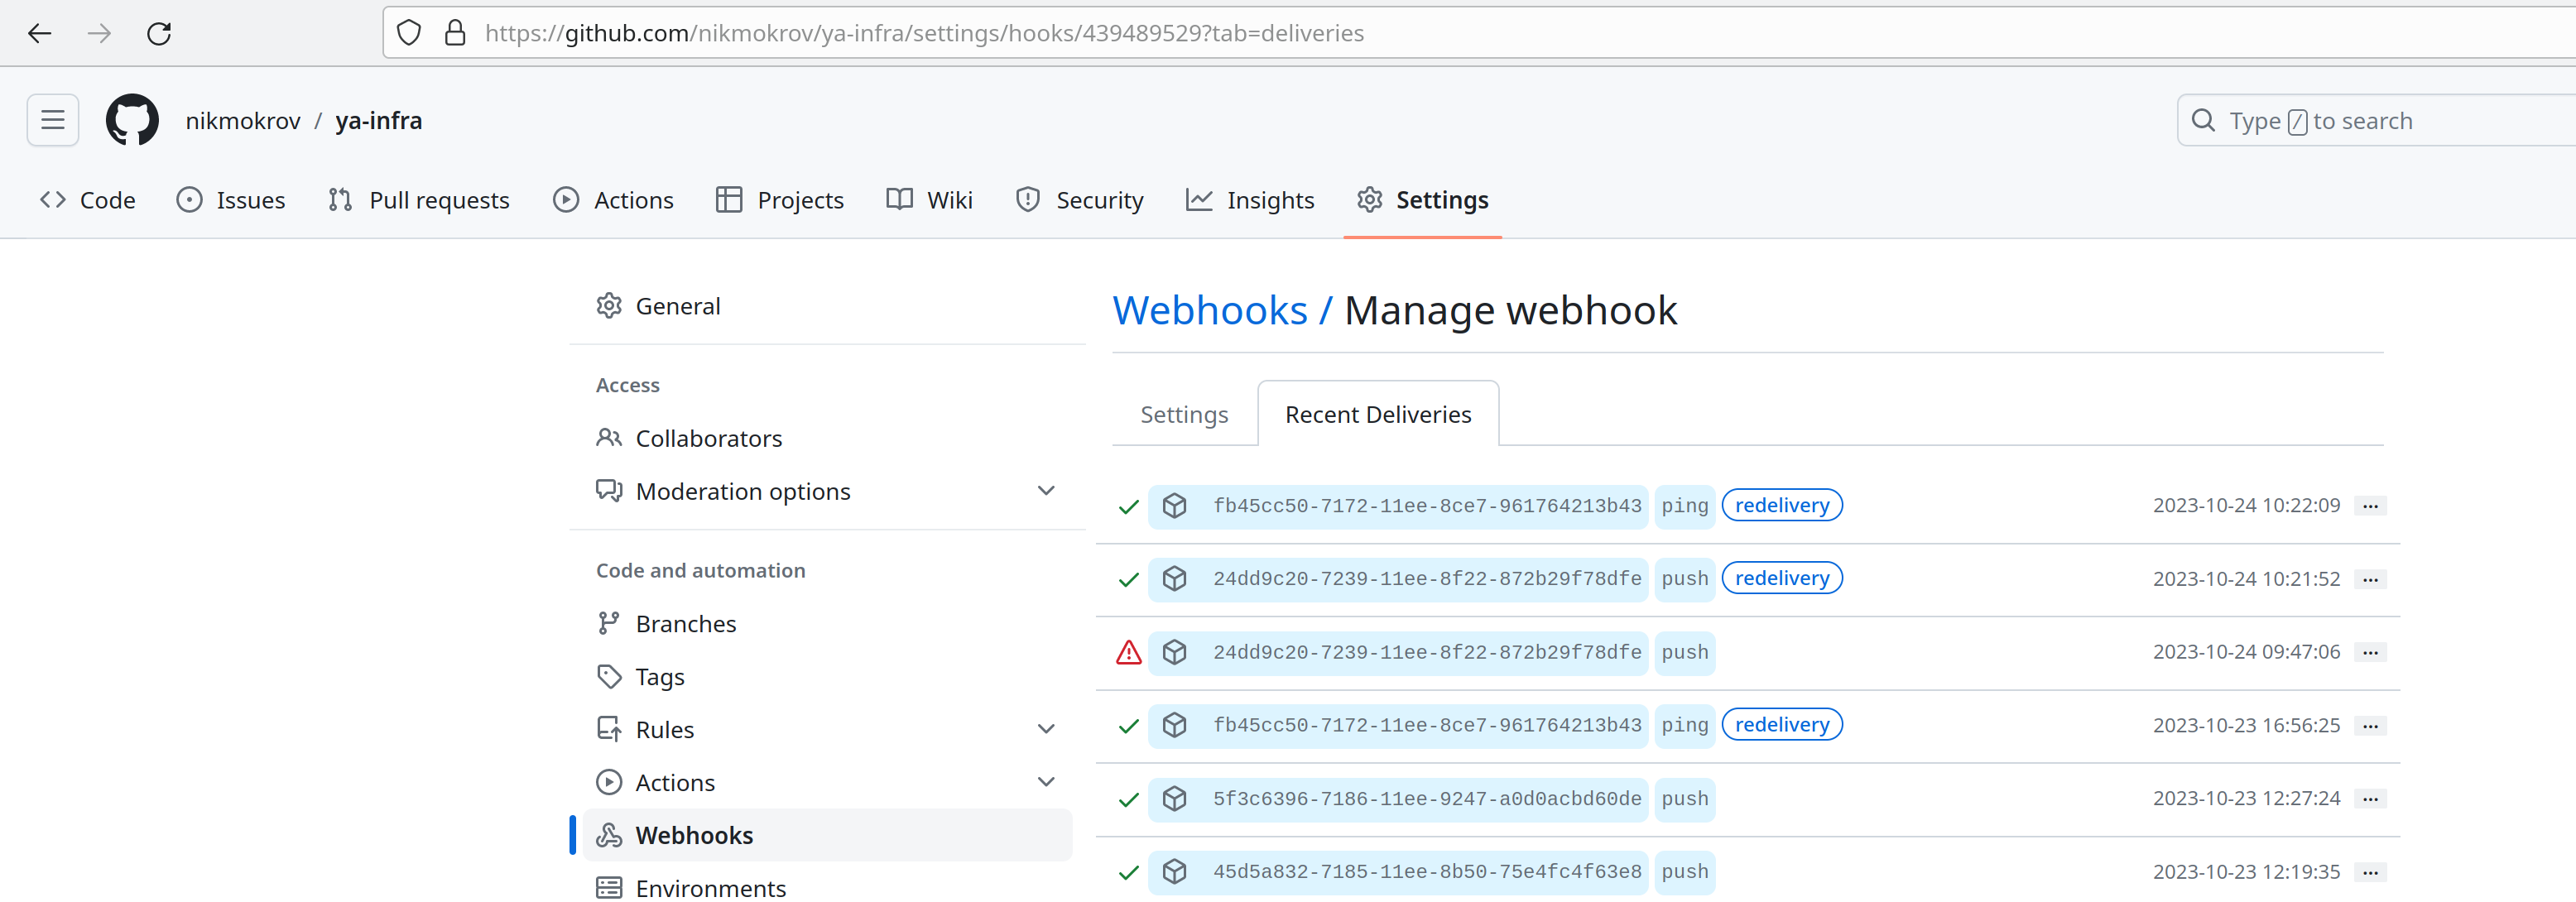 https://github.com/nikmokrov/ya-infra/settings/hooks/439489529?tab=deliveries
nikmokrov / ya-infra
Type / to search
Code Issues Pull requests Actions Projects Wiki Security Insights Settings
General
Access
Collaborators
Moderation options
Code and automation
Branches
Tags
Rules
Actions
Webhooks
Environments
Webhooks / Manage webhook
Settings Recent Deliveries
fb45cc50-7172-11ee-8ce7-961764213b43 ping redelivery 2023-10-24 10:22:09 ...
24dd9c20-7239-11ee-8f22-872b29f78dfe push redelivery 2023-10-24 10:21:52 ...
24dd9c20-7239-11ee-8f22-872b29f78dfe push 2023-10-24 09:47:06 ...
fb45cc50-7172-11ee-8ce7-961764213b43 ping redelivery 2023-10-23 16:56:25 ...
5f3c6396-7186-11ee-9247-a0d0acbd60de push 2023-10-23 12:27:24 ...
45d5a832-7185-11ee-8b50-75e4fc4f63e8 push 2023-10-23 12:19:35 ...